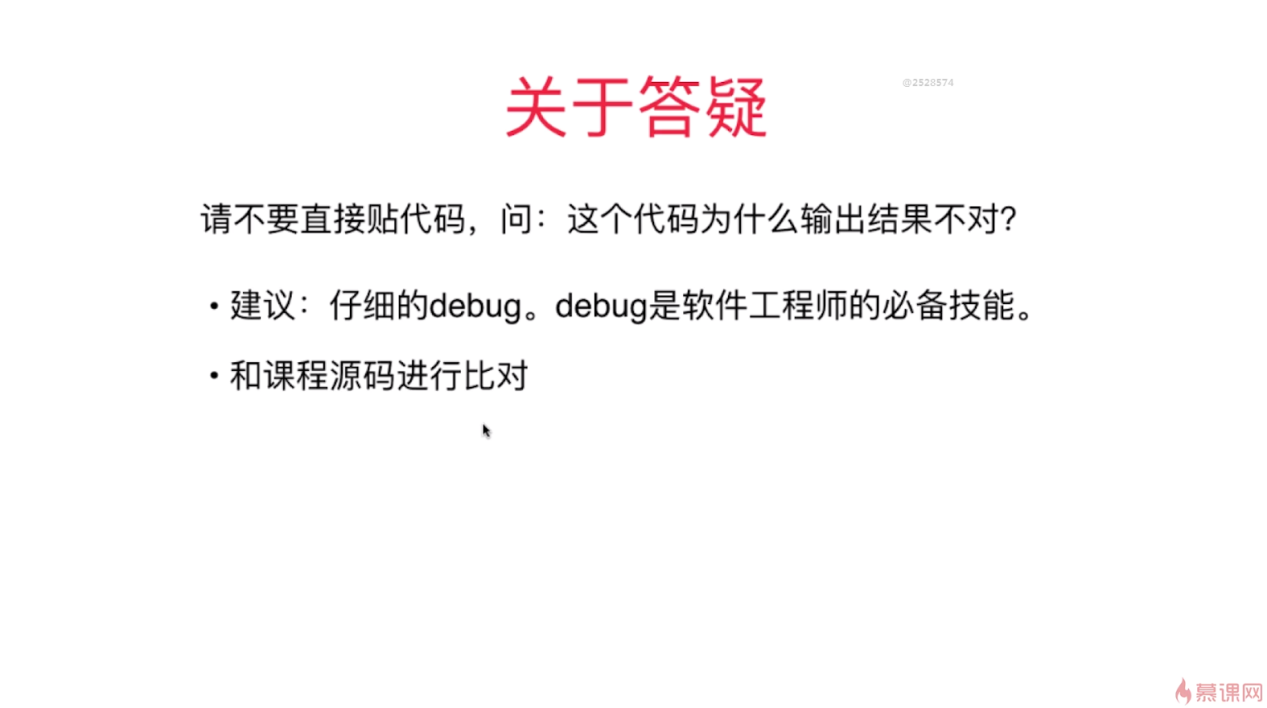 关于答疑
@2528574
请不要直接贴代码，问：这个代码为什么输出结果不对？
•建议：仔细的debug。debug是软件工程师的必备技能。
•和课程源码进行比对
慕课网